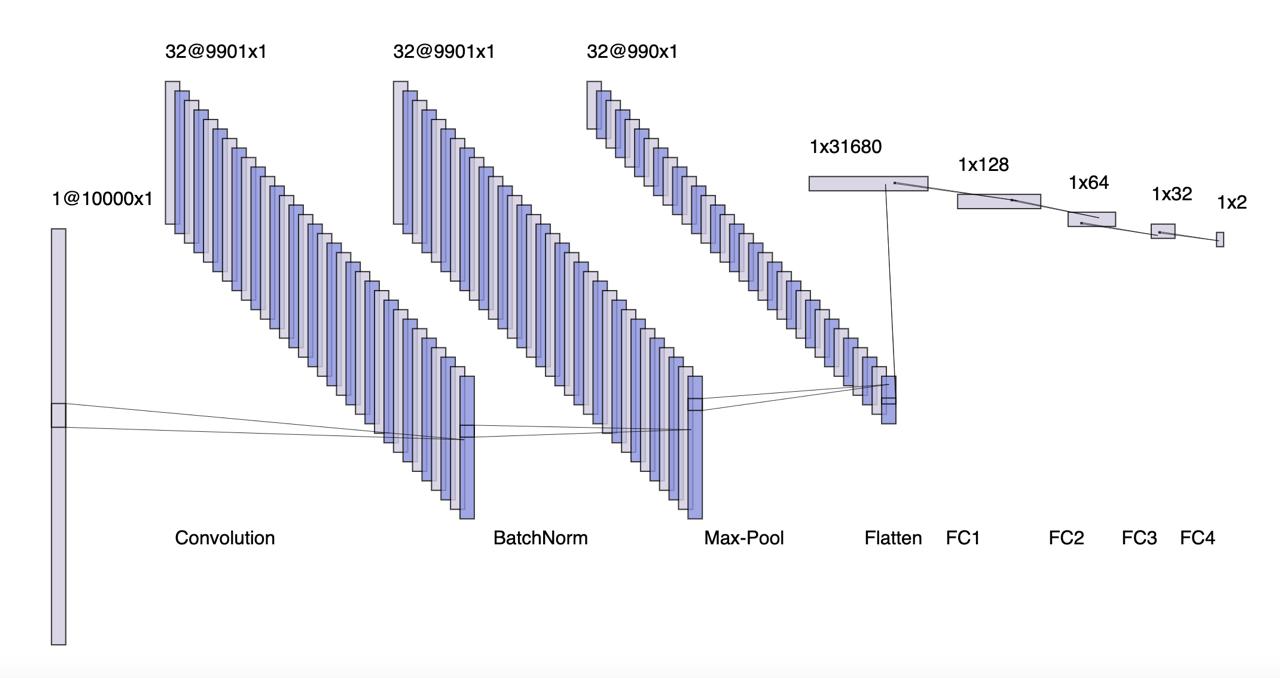 32@9901x1
32@9901x1
32@990x1
1x31680
1x128
1x64
1x32
1x2
1@10000x1
Convolution
BatchNorm
Max-Pool
Flatten
FC1
FC2
FC3
FC4